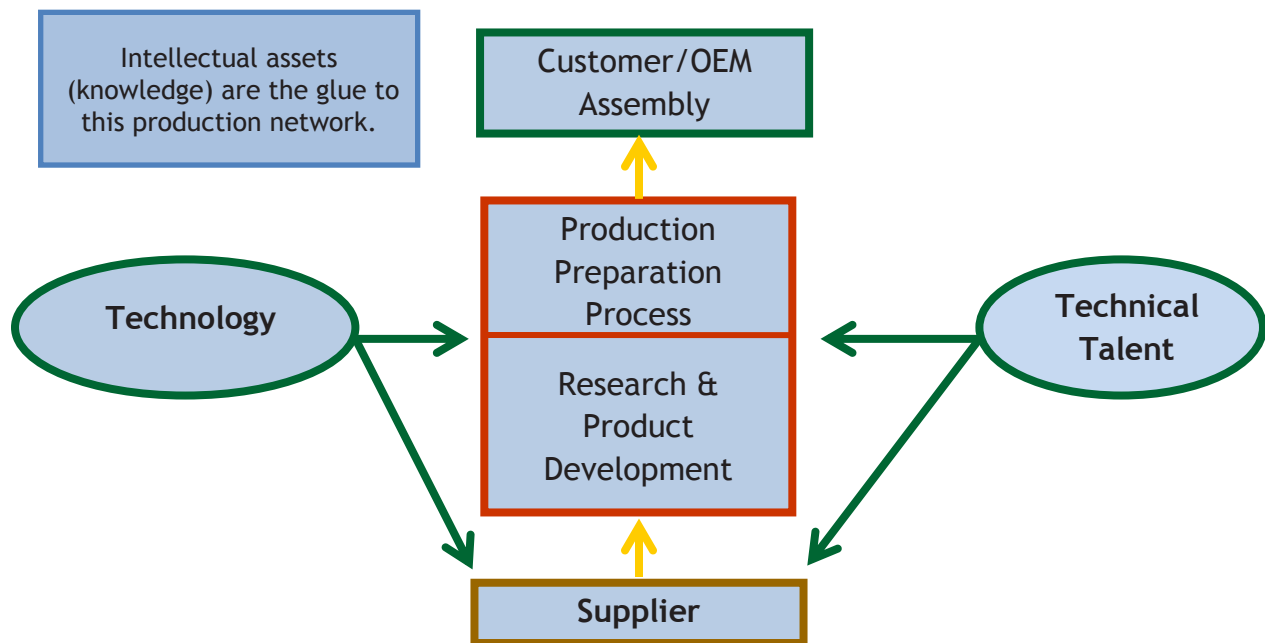 Intellectual assets
(knowledge) are the glue to
this production network.
Customer/OEM
Assembly
Production
Preparation
Process
Technology
Technical
Talent
Research &
Product
Development
Supplier